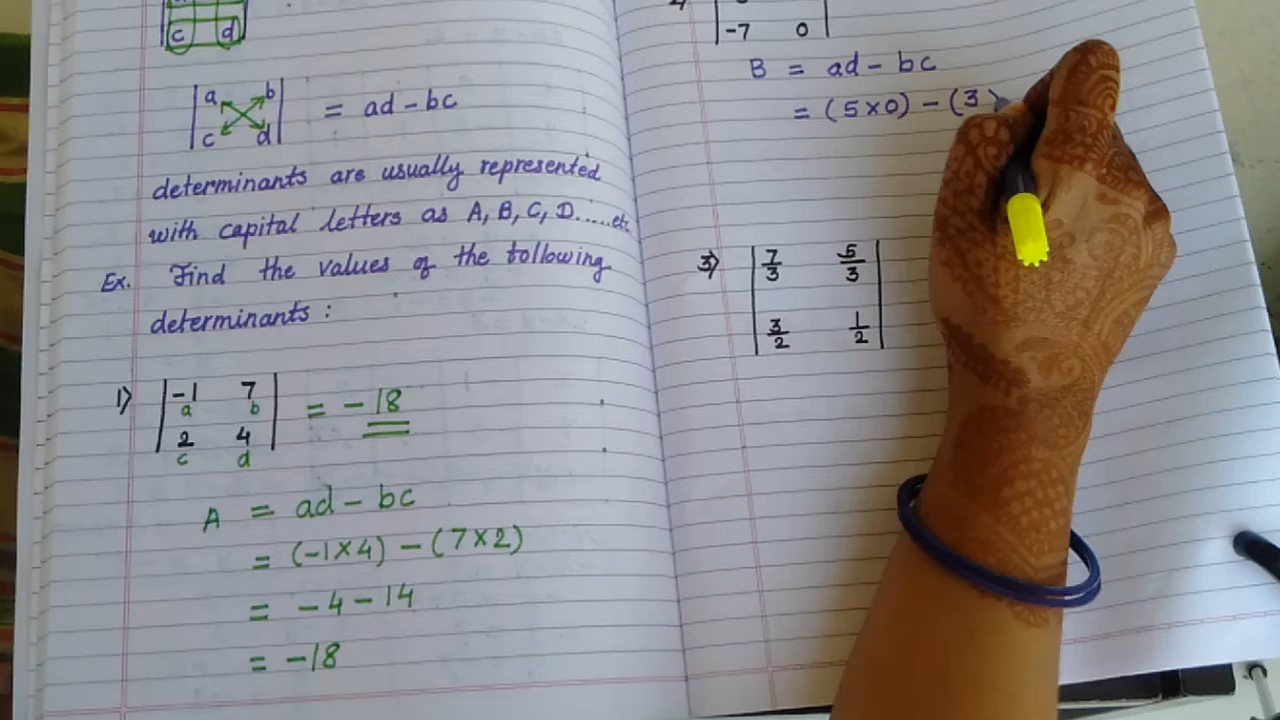 c d
a b
c d = ad - bc
determinants are usually represented
with capital letters as A, B, C, D.....etc
Ex. Find the values of the following
determinants :
1) -1 7
a b
2 4
c d
= -18
A = ad - bc
= (-1×4) - (7×2)
= -4 - 14
= -18
-7 0
B = ad - bc
= (5×0) - (3
3) 7/3 5/3
3/2 1/2